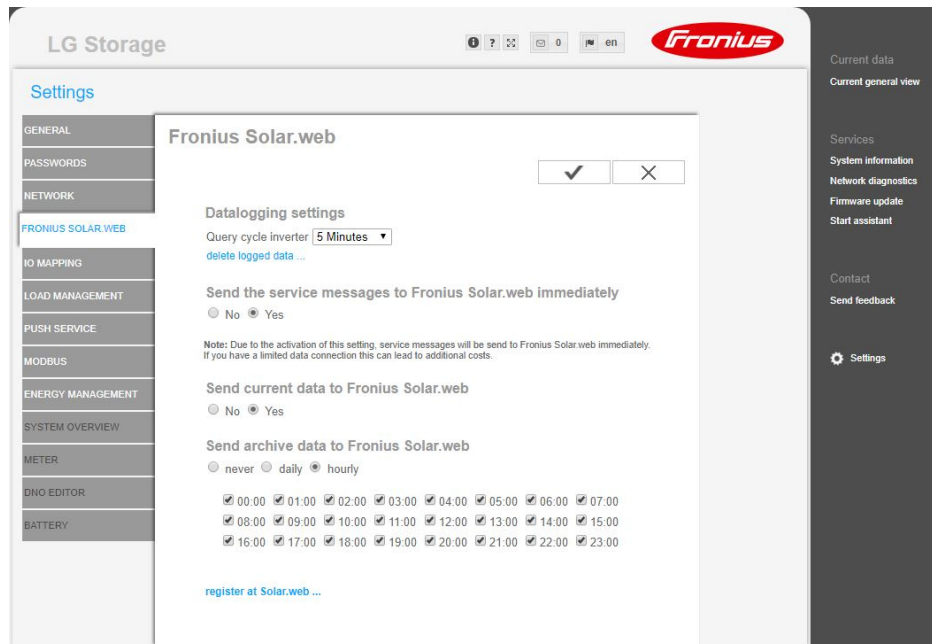 LG Storage
i ? 0 en
Fronius
Settings
GENERAL
PASSWORDS
NETWORK
FRONIUS SOLAR.WEB
IO MAPPING
LOAD MANAGEMENT
PUSH SERVICE
MODBUS
ENERGY MANAGEMENT
SYSTEM OVERVIEW
METER
DNO EDITOR
BATTERY
Fronius Solar.web
Datalogging settings
Query cycle inverter 5 Minutes
delete logged data ...
Send the service messages to Fronius Solar.web immediately
No Yes
Note: Due to the activation of this setting, service messages will be send to Fronius Solar.web immediately.
If you have a limited data connection this can lead to additional costs.
Send current data to Fronius Solar.web
No Yes
Send archive data to Fronius Solar.web
never daily hourly
00:00 01:00 02:00 03:00 04:00 05:00 06:00 07:00
08:00 09:00 10:00 11:00 12:00 13:00 14:00 15:00
16:00 17:00 18:00 19:00 20:00 21:00 22:00 23:00
register at Solar.web ...
Current data
Current general view
Services
System information
Network diagnostics
Firmware update
Start assistant
Contact
Send feedback
Settings